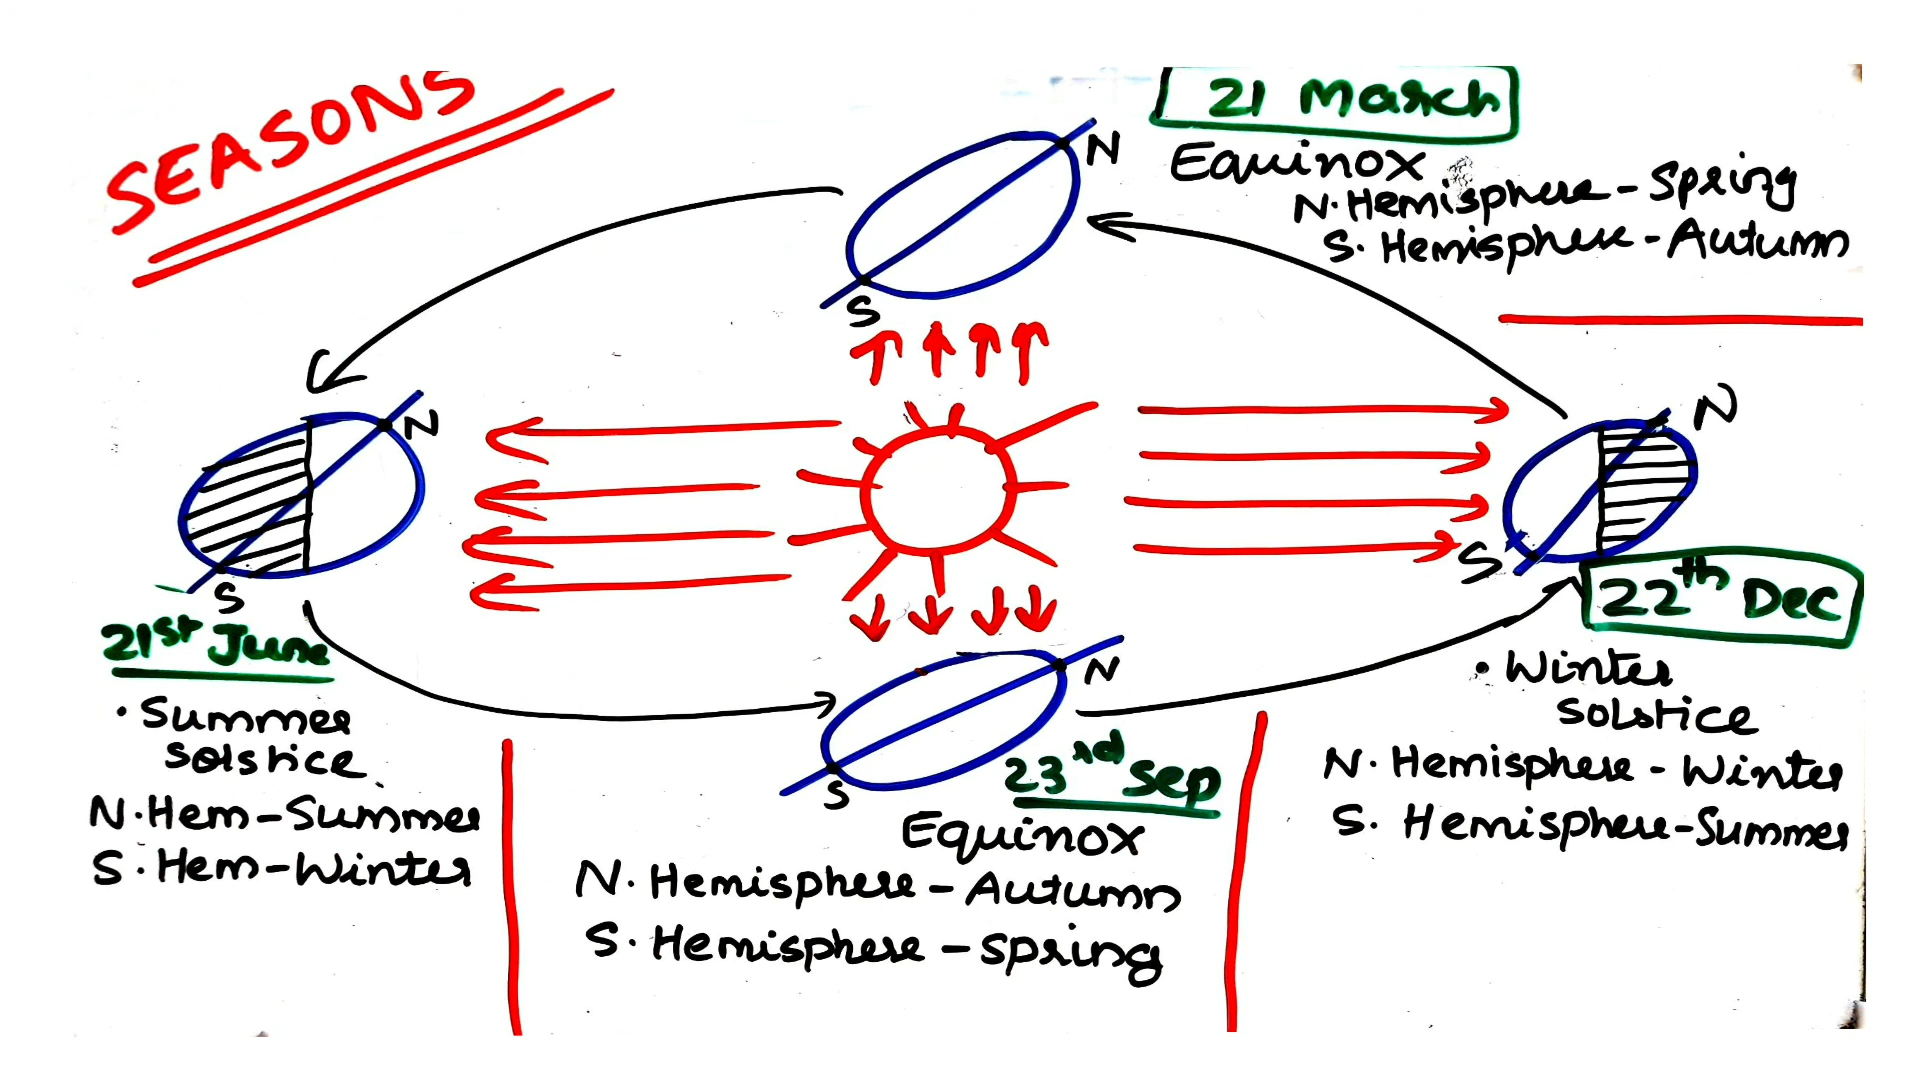 SEASONS
21 March
Equinox
N. Hemisphere - Spring
S. Hemisphere - Autumn
N
S
N
S
N
S
21st June
• Summer
Solstice
N. Hem - Summer
S. Hem - Winter
N
S
23rd Sep
Equinox
N. Hemisphere - Autumn
S. Hemisphere - Spring
22th Dec
• Winter
Solstice
N. Hemisphere - Winter
S. Hemisphere - Summer